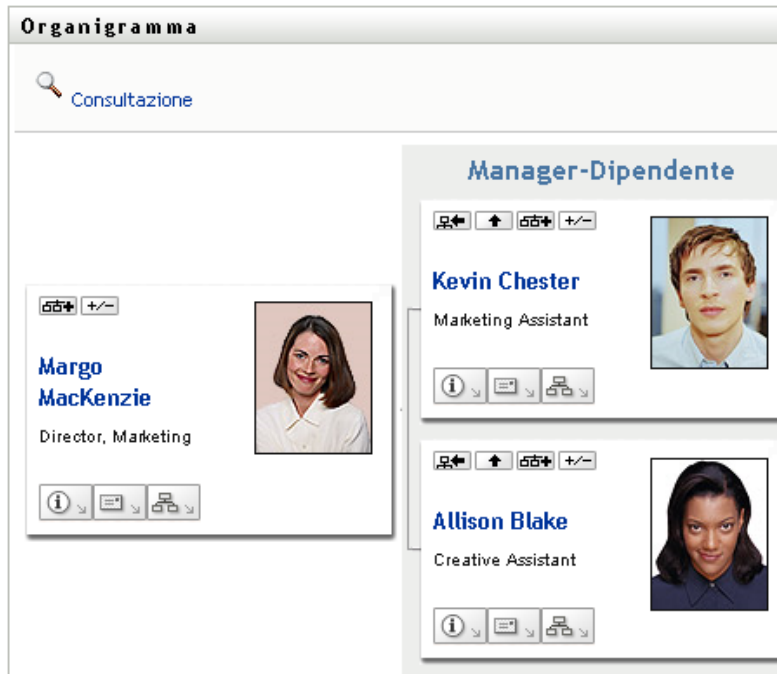 Organigramma
Consultazione
Manager-Dipendente
Kevin Chester
Marketing Assistant
Margo
MacKenzie
Director, Marketing
Allison Blake
Creative Assistant